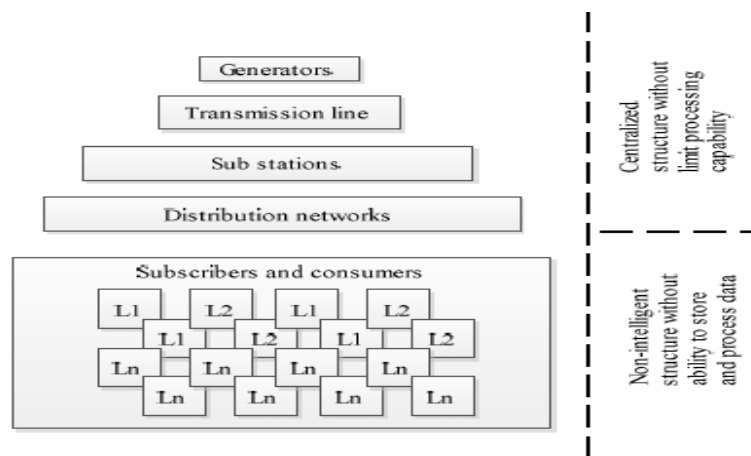 Generators.
Transmission line
Sub stations.
Distribution networks
Subscribers and consumers
L1 L2 L1 L2
L1 L2 L1 L2
Ln Ln Ln Ln
Ln Ln Ln Ln
Centralized
structure without
limit processing
capability
Non-intelligent
structure without
ability to store
and process data